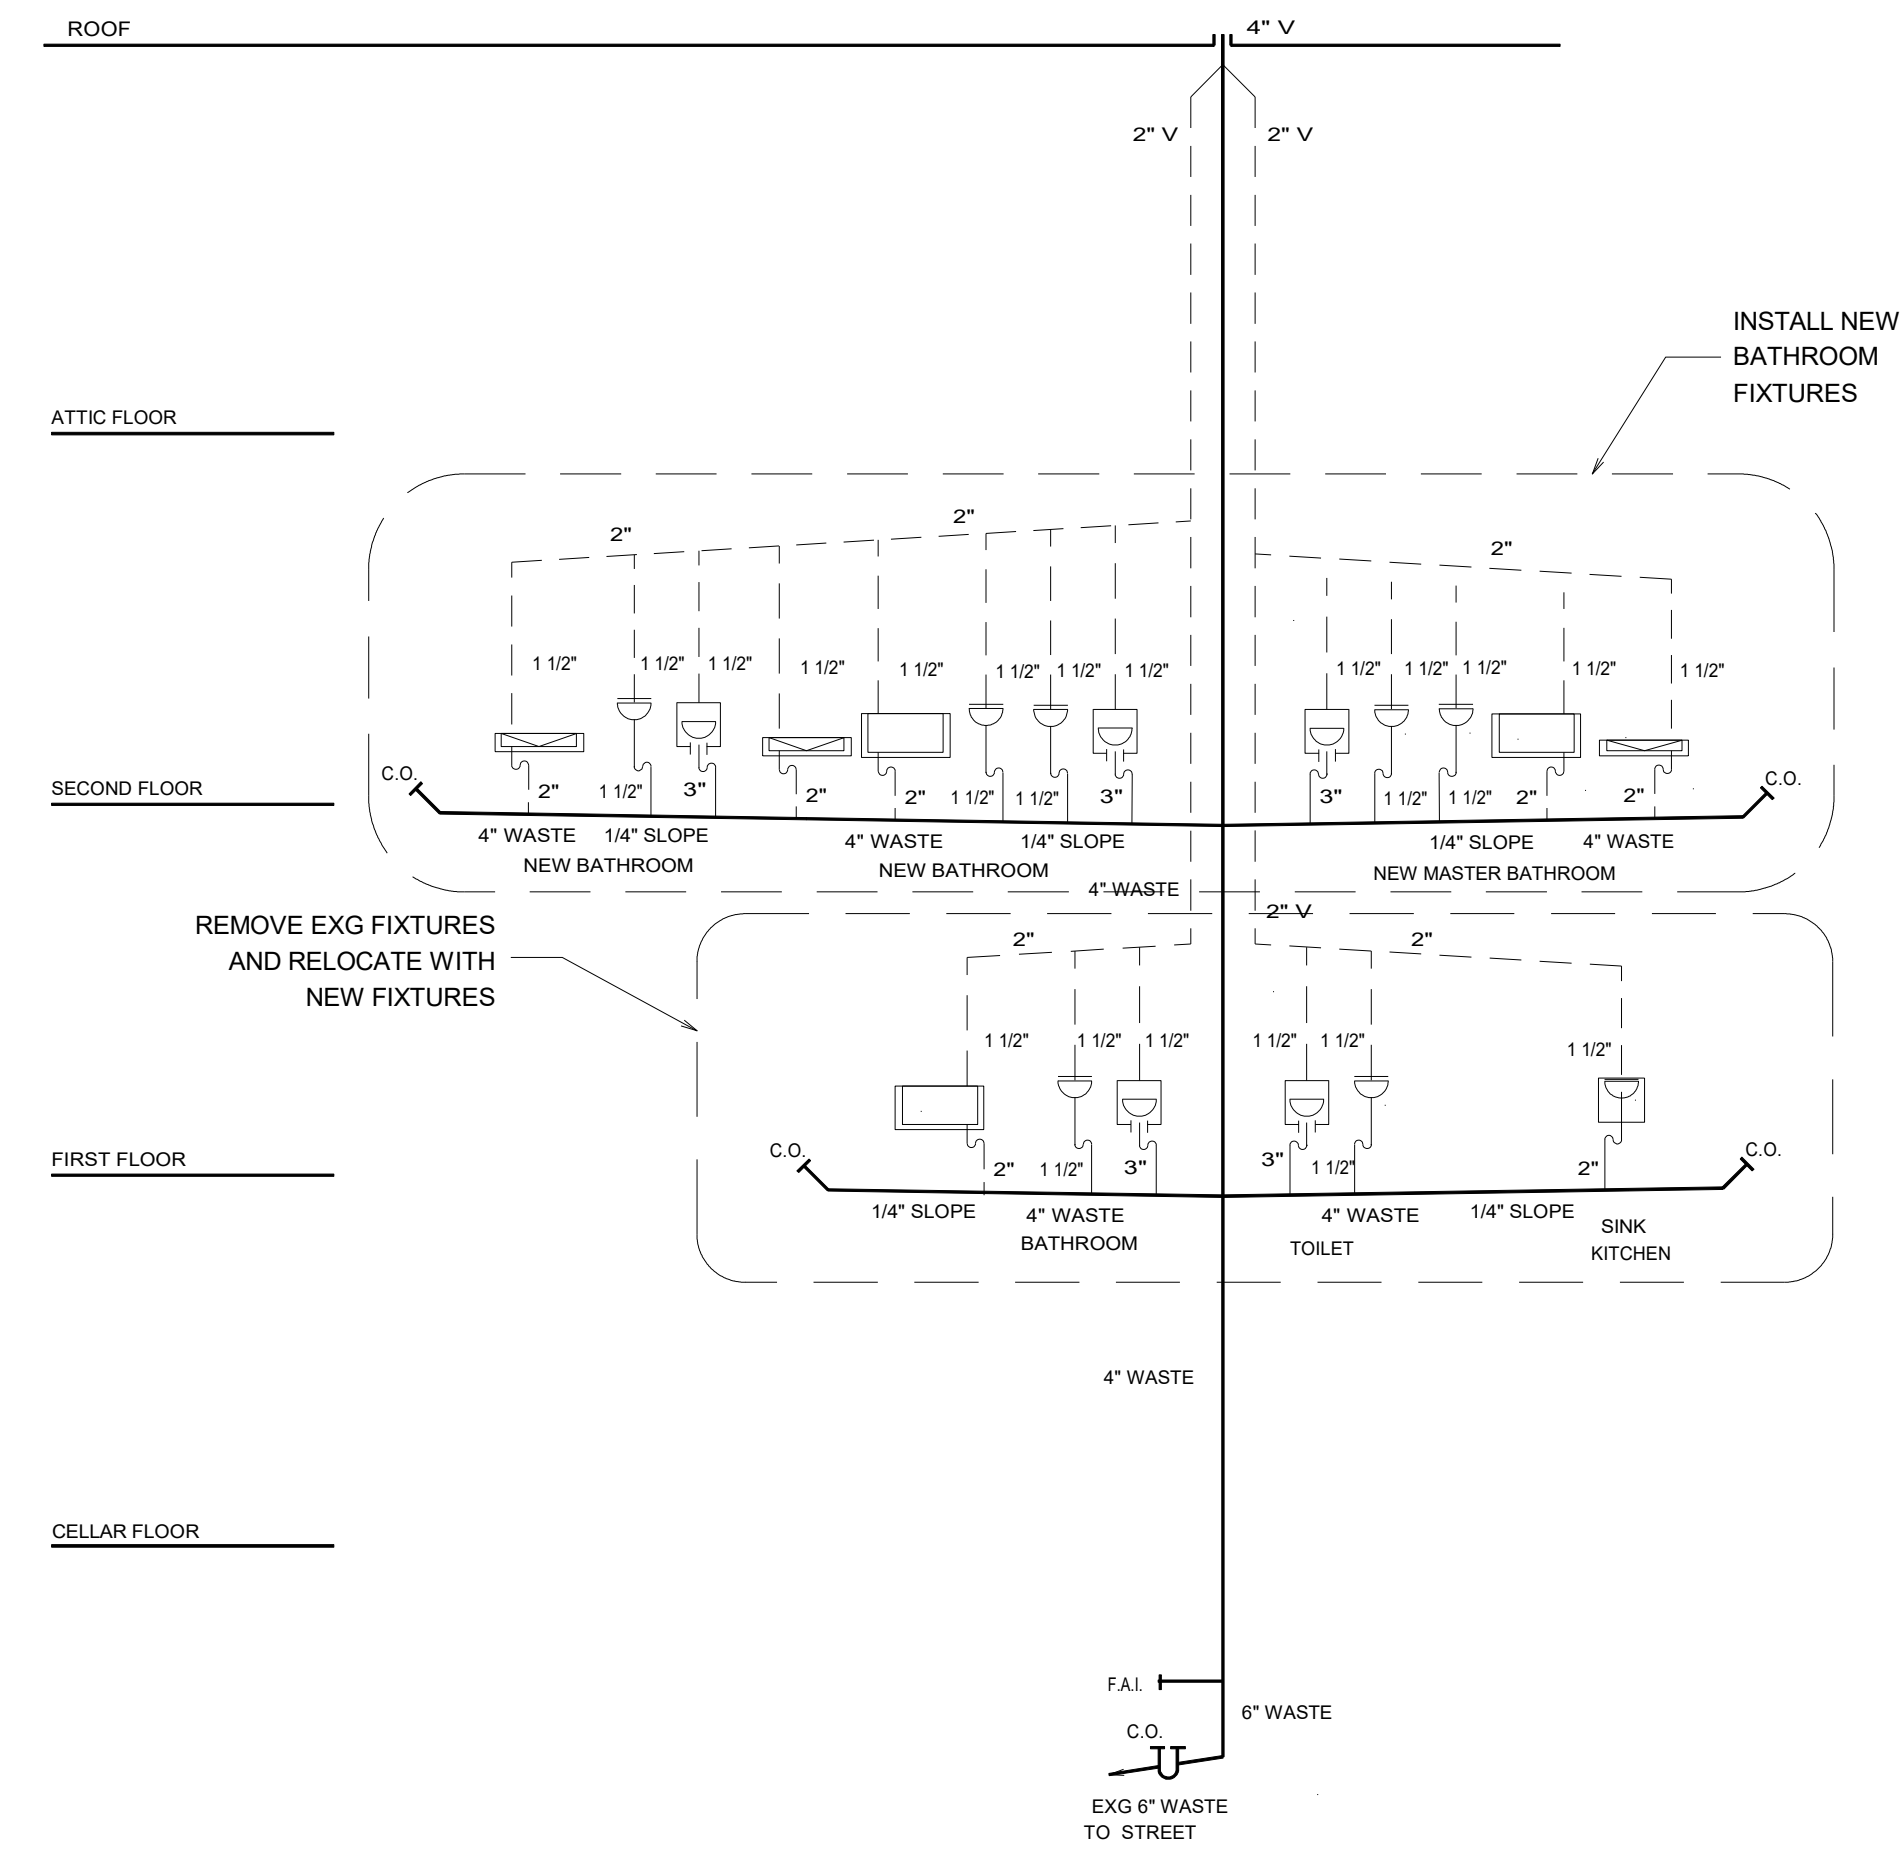 ROOF
4" V
2" V
2" V
INSTALL NEW
BATHROOM
FIXTURES
ATTIC FLOOR
2"
2"
2"
1 1/2"
1 1/2"
1 1/2"
1 1/2"
1 1/2"
1 1/2"
1 1/2"
1 1/2"
1 1/2"
1 1/2"
1 1/2"
1 1/2"
1 1/2"
C.O.
C.O.
SECOND FLOOR
2"
1 1/2"
3"
2"
2"
1 1/2"
1 1/2"
3"
3"
1 1/2"
1 1/2"
2"
2"
4" WASTE
1/4" SLOPE
4" WASTE
1/4" SLOPE
1/4" SLOPE
4" WASTE
NEW BATHROOM
NEW BATHROOM
NEW MASTER BATHROOM
4" WASTE
2" V
REMOVE EXG FIXTURES
AND RELOCATE WITH
NEW FIXTURES
2"
2"
1 1/2"
1 1/2"
1 1/2"
1 1/2"
1 1/2"
1 1/2"
C.O.
C.O.
FIRST FLOOR
2"
1 1/2"
3"
3"
1 1/2"
2"
1/4" SLOPE
4" WASTE
4" WASTE
1/4" SLOPE
BATHROOM
TOILET
SINK
KITCHEN
4" WASTE
CELLAR FLOOR
F.A.I.
6" WASTE
C.O.
EXG 6" WASTE
TO STREET